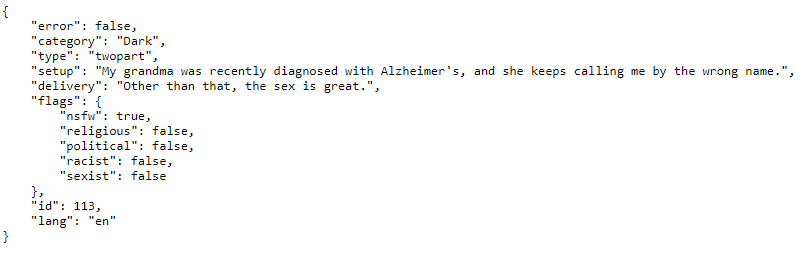 {
    "error": false,
    "category": "Dark",
    "type": "twopart",
    "setup": "My grandma was recently diagnosed with Alzheimer's, and she keeps calling me by the wrong name.",
    "delivery": "Other than that, the sex is great.",
    "flags": {
        "nsfw": true,
        "religious": false,
        "political": false,
        "racist": false,
        "sexist": false
    },
    "id": 113,
    "lang": "en"
}